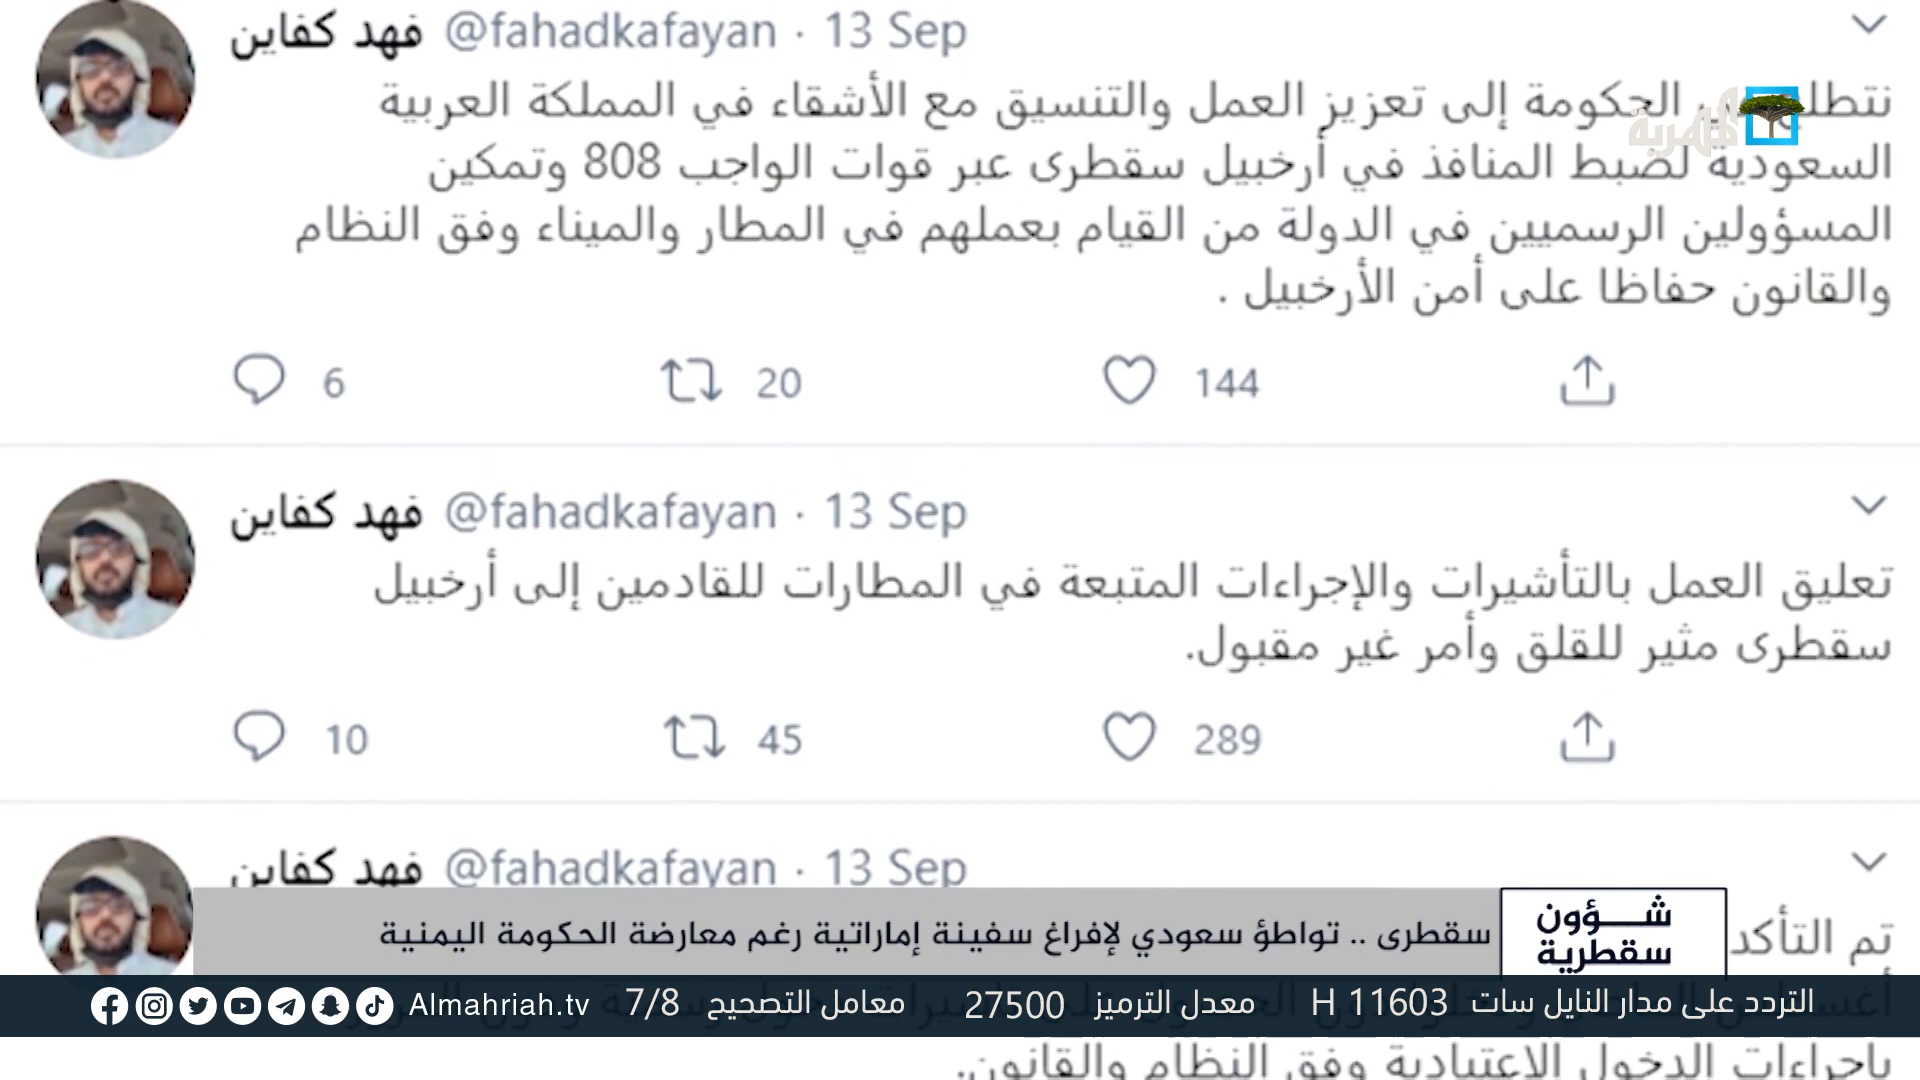 فهد كفاين @fahadkafayan · 13 Sep
نتطلع الحكومة إلى تعزيز العمل والتنسيق مع الأشقاء في المملكة العربية
السعودية لضبط المنافذ في أرخبيل سقطرى عبر قوات الواجب 808 وتمكين
المسؤولين الرسميين في الدولة من القيام بعملهم في المطار والميناء وفق النظام
والقانون حفاظا على أمن الأرخبيل .
6 20 144
المهرية
فهد كفاين @fahadkafayan · 13 Sep
تعليق العمل بالتأشيرات والإجراءات المتبعة في المطارات للقادمين إلى أرخبيل
سقطرى مثير للقلق وأمر غير مقبول.
10 45 289
فهد كفاين @fahadkafayan · 13 Sep
تم التأكد
شـــؤون
سقطرية
سقطرى .. تواطؤ سعودي لإفراغ سفينة إماراتية رغم معارضة الحكومة اليمنية
التردد على مدار النايل سات 11603 H معدل الترميز 27500 معامل التصحيح 7/8 Almahriah.tv
بإجراءات الدخول الاعتيادية وفق النظام والقانون.